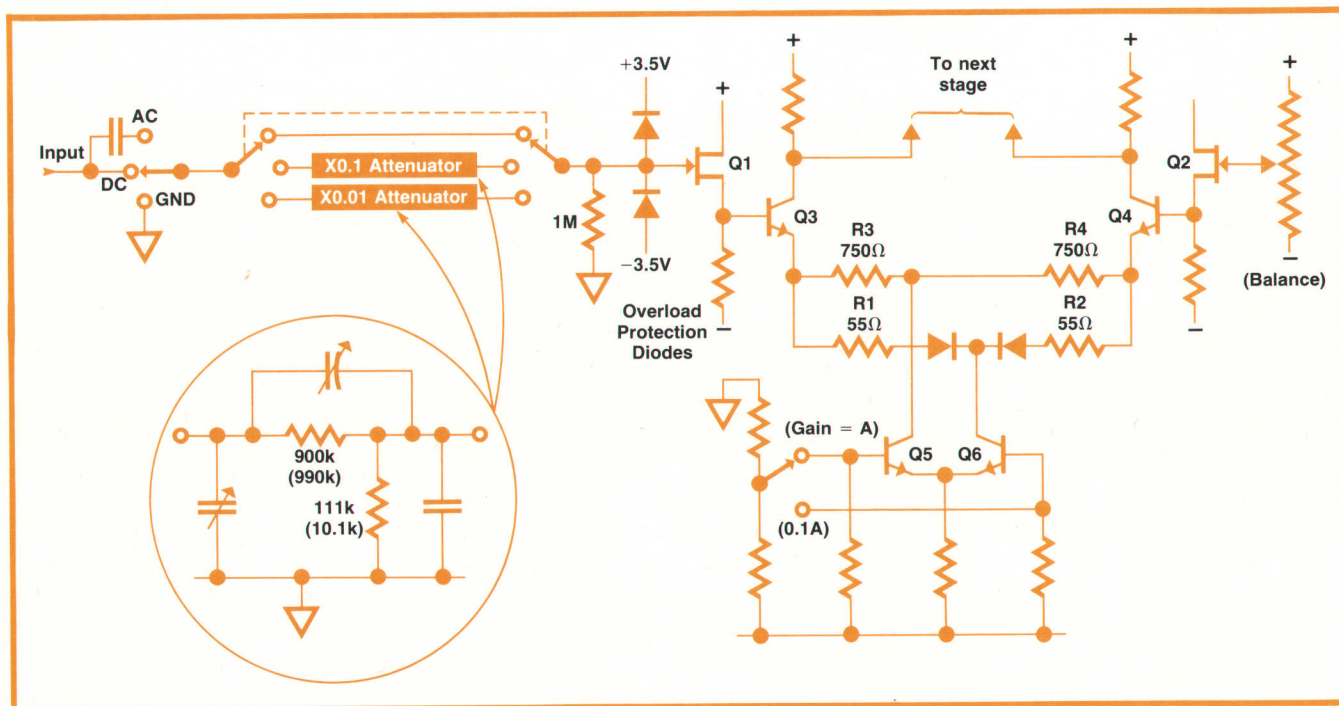 AC
Input
DC
GND
X0.1 Attenuator
X0.01 Attenuator
900k
(990k)
111k
(10.1k)
+3.5V
1M
−3.5V
Overload
Protection
Diodes
+
Q1
−
+
To next
stage
+
Q3
Q4
R3
750Ω
R4
750Ω
R1
55Ω
R2
55Ω
Q2
−
+
−
(Balance)
(Gain = A)
(0.1A)
Q5
Q6